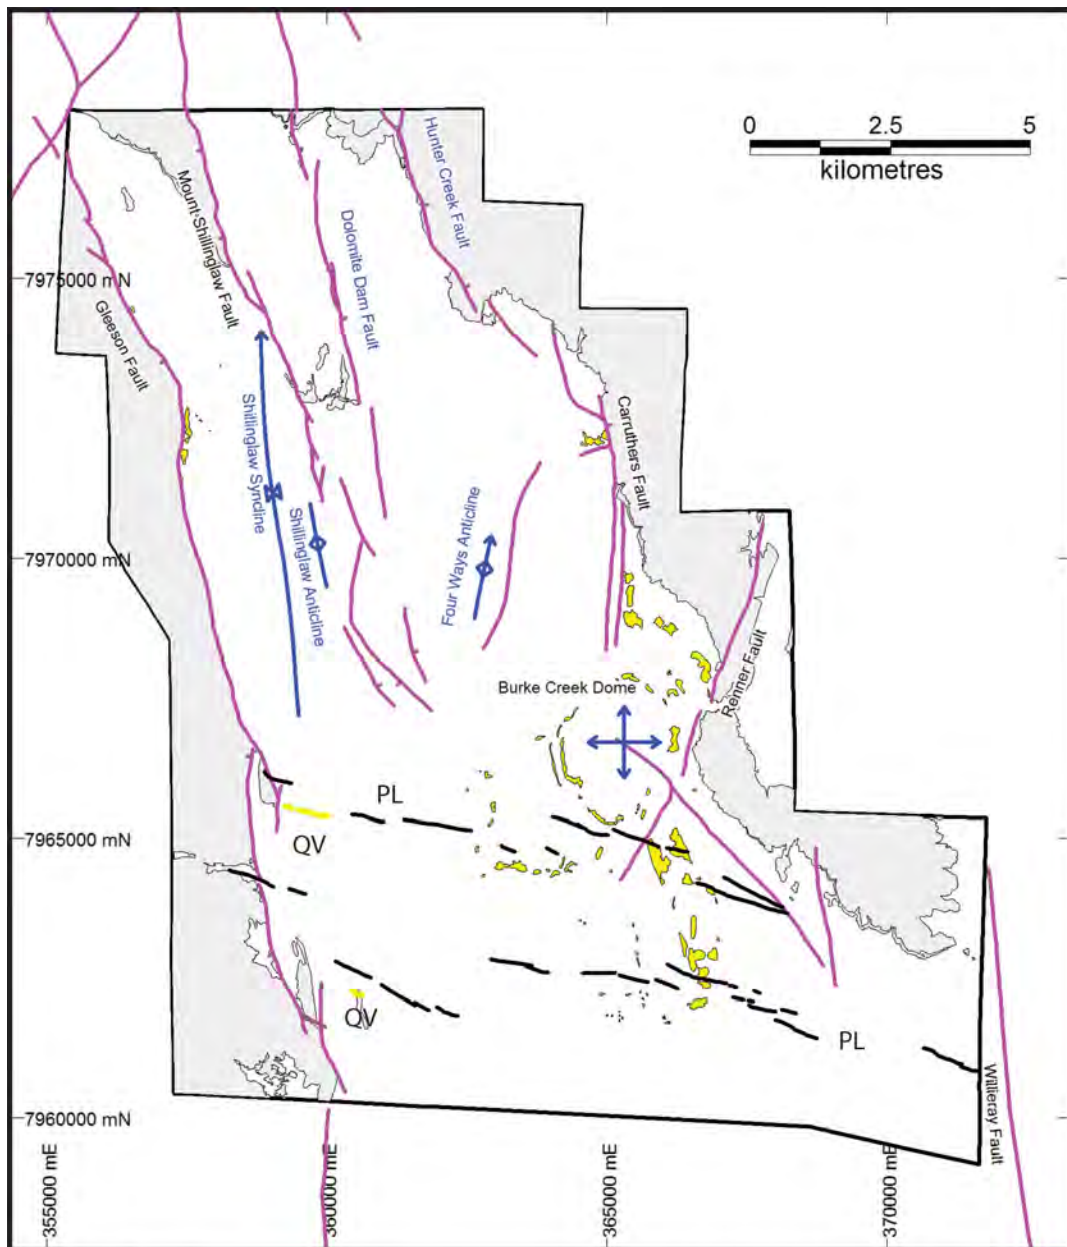 0 2.5 5
kilometres
Hunter Creek Fault
Mount Shillinglaw Fault
Dolomite Dam Fault
7975000 mN
Gleeson Fault
Shillinglaw Syncline
Carruthers Fault
Shillinglaw Anticline
Four Ways Anticline
7970000 mN
Renner Fault
Burke Creek Dome
PL
QV
7965000 mN
QV
PL
Willieray Fault
7960000 mN
355000 mE
360000 mE
365000 mE
370000 mE